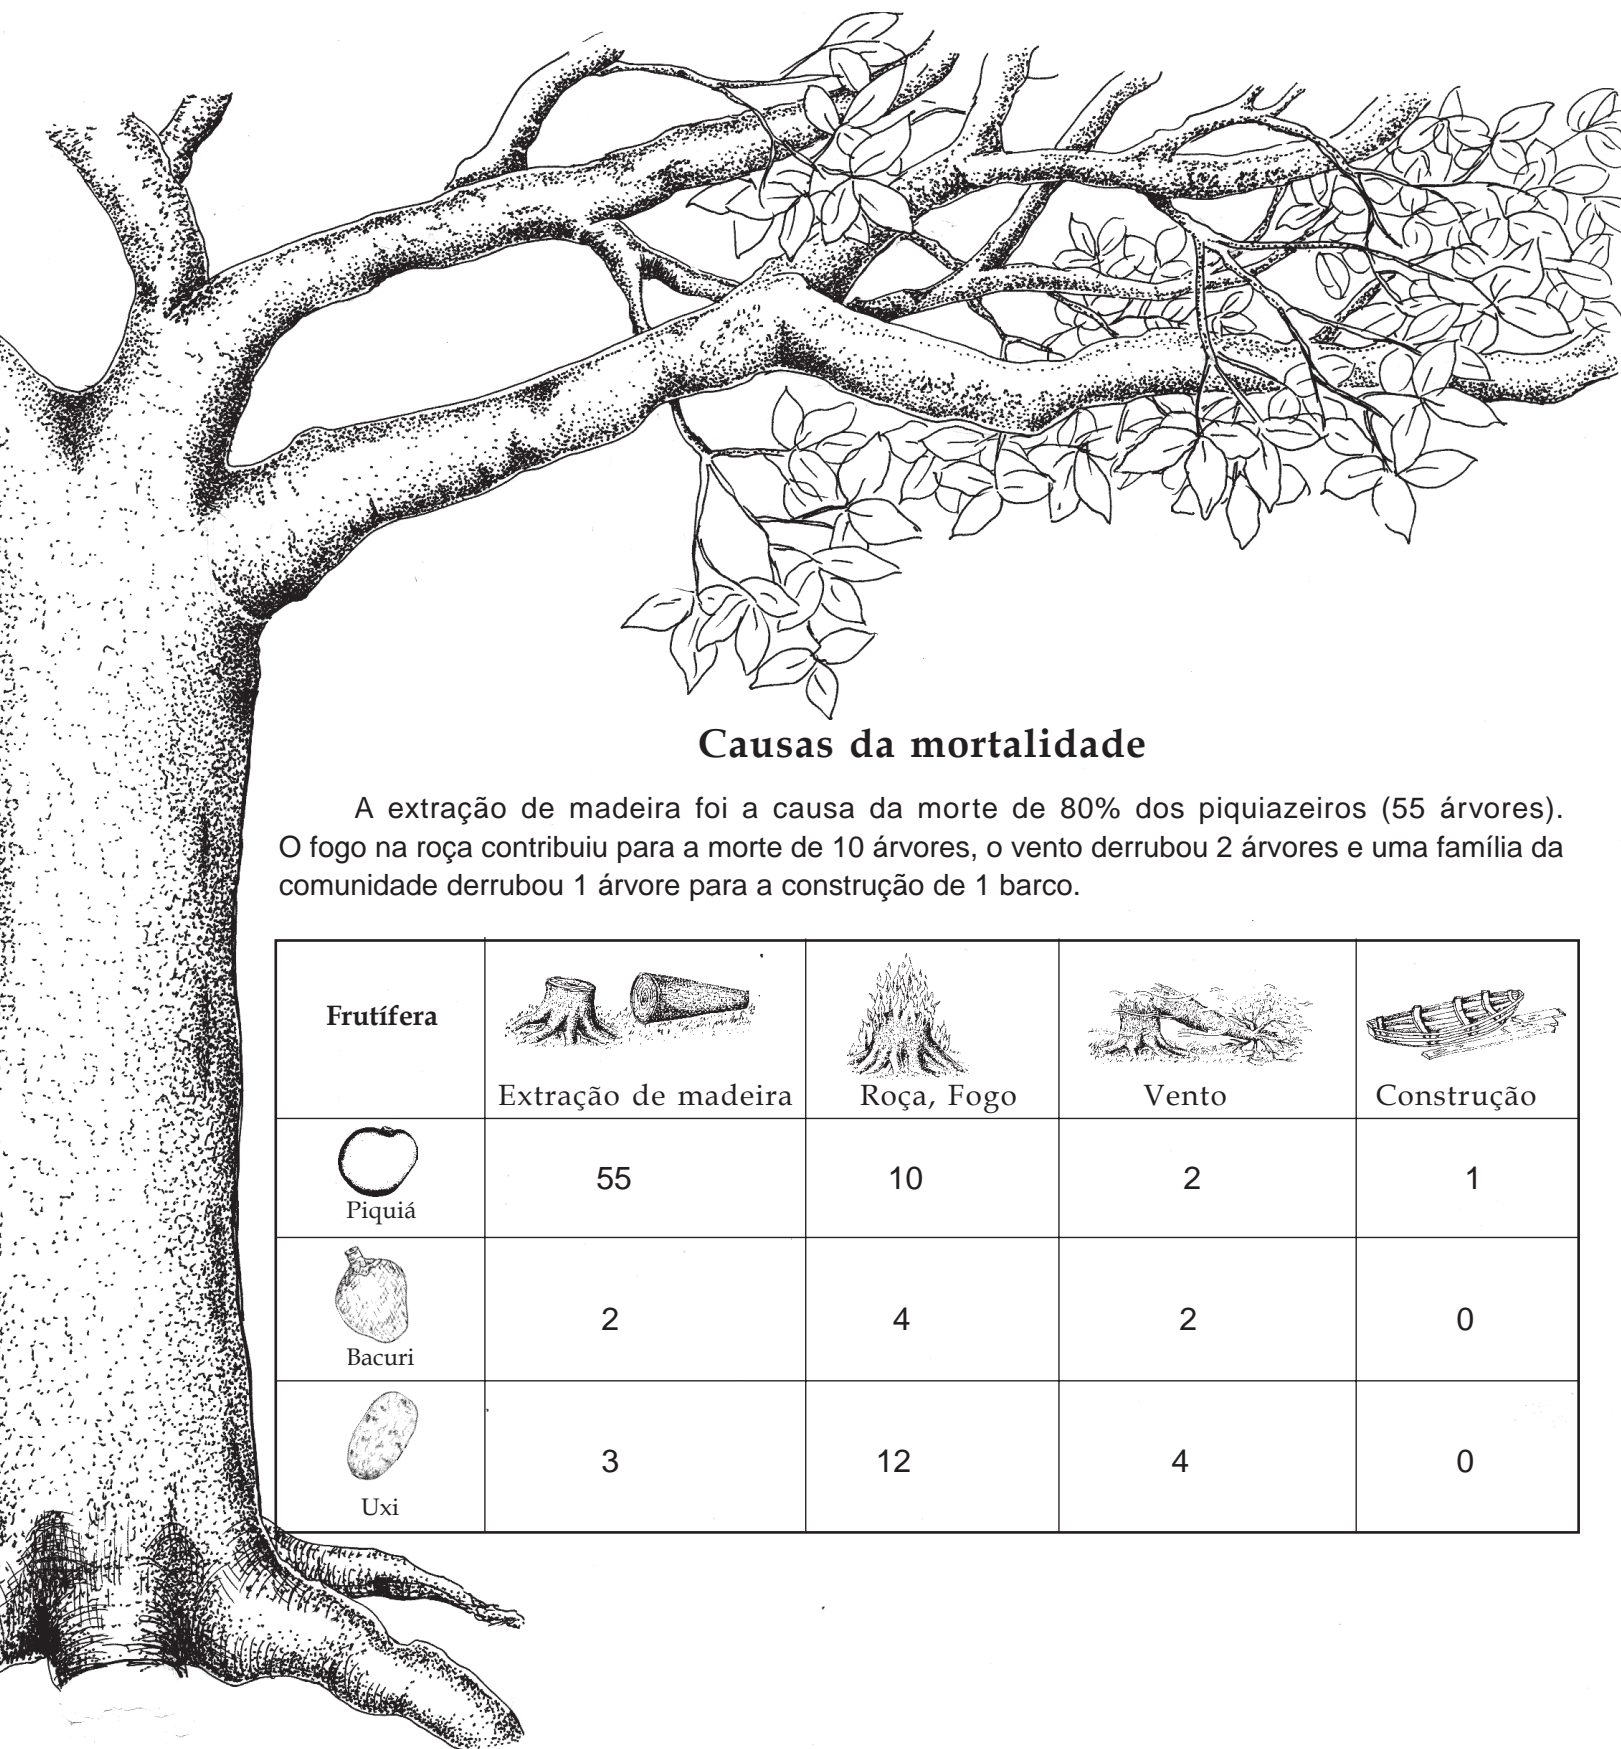 Causas da mortalidade
A extração de madeira foi a causa da morte de 80% dos piquiazeiros (55 árvores).
O fogo na roça contribuiu para a morte de 10 árvores, o vento derrubou 2 árvores e uma família da
comunidade derrubou 1 árvore para a construção de 1 barco.
Frutífera
Extração de madeira Roça, Fogo Vento Construção
55 10 2 1
Piquiá
2 4 2 0
Bacuri
3 12 4 0
Uxi